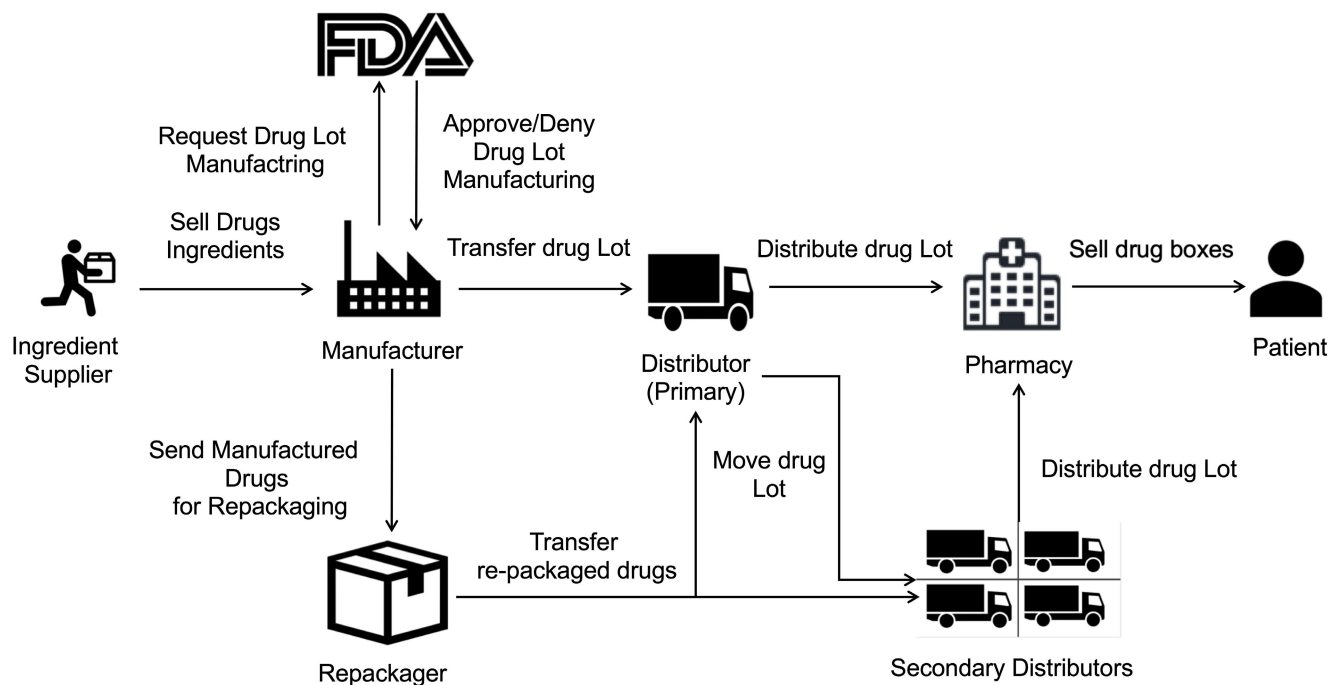 FDA
Request Drug Lot
Manufactring
Approve/Deny
Drug Lot
Manufacturing
Sell Drugs
Ingredients
Transfer drug Lot
Distribute drug Lot
Sell drug boxes
Ingredient
Supplier
Manufacturer
Distributor
(Primary)
Pharmacy
Patient
Send Manufactured
Drugs
for Repackaging
Move drug
Lot
Distribute drug Lot
Transfer
re-packaged drugs
Repackager
Secondary Distributors